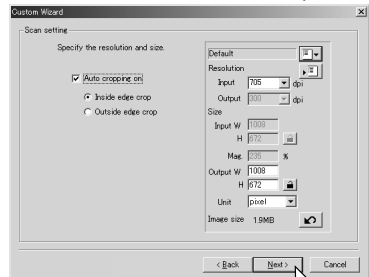 Custom Wizard
Scan setting
Specify the resolution and size.
Auto cropping on
Inside edge crop
Outside edge crop
Default
Resolution
Input 705 dpi
Output 300 dpi
Size
Input W 1008
H 672
Mag. 235 %
Output W 1008
H 672
Unit pixel
Image size 1.9MB
< Back Next > Cancel